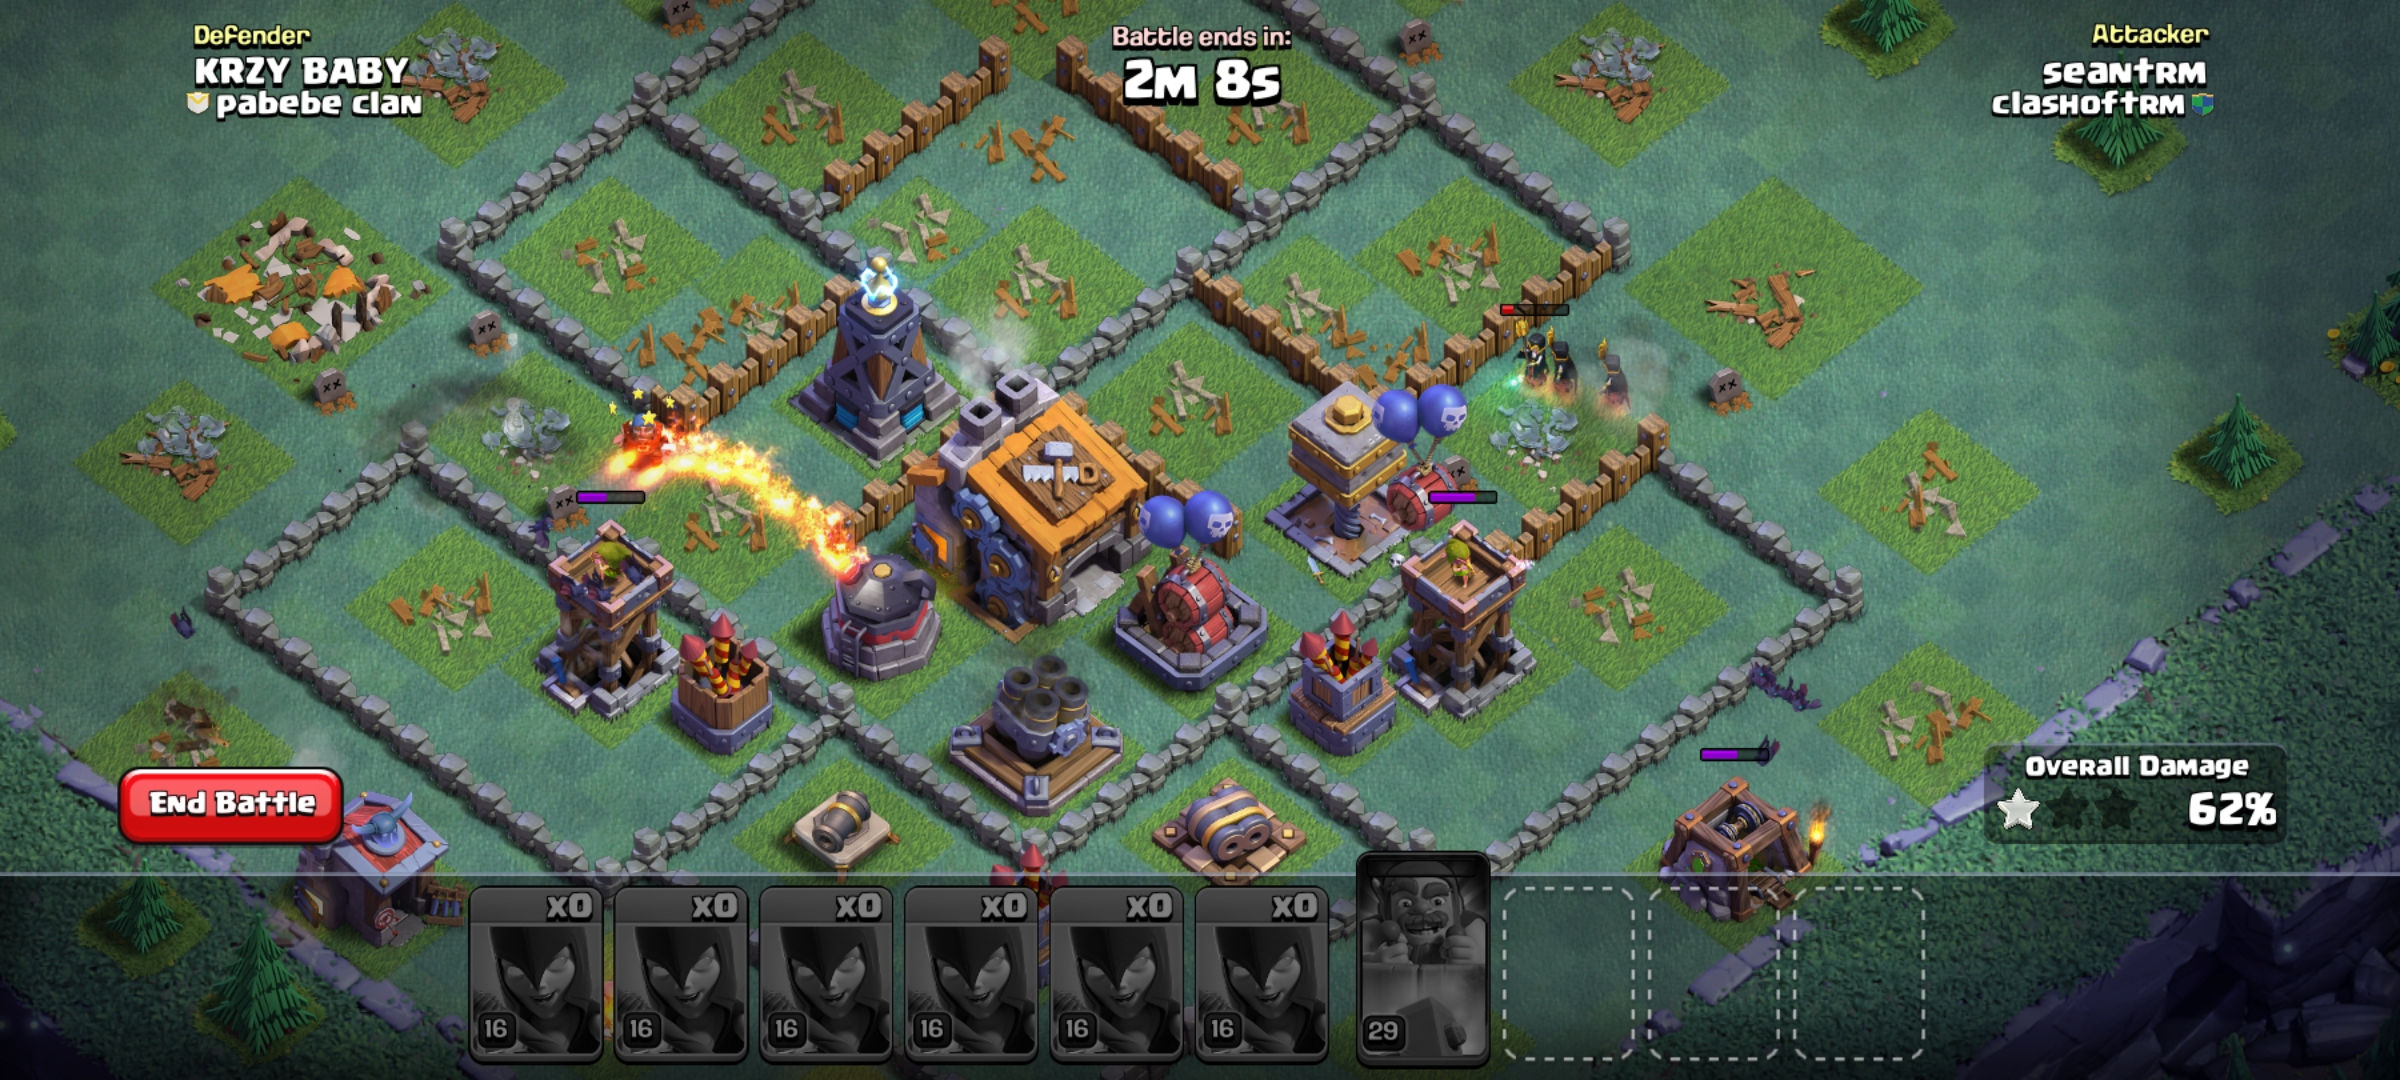 Defender
KRZY BABY
pabebe clan
Battle ends in:
2M 8s
Attacker
seantRM
clashoftRM
End Battle
Overall Damage
62%
x0
x0
x0
x0
x0
x0
16
16
16
16
16
16
29